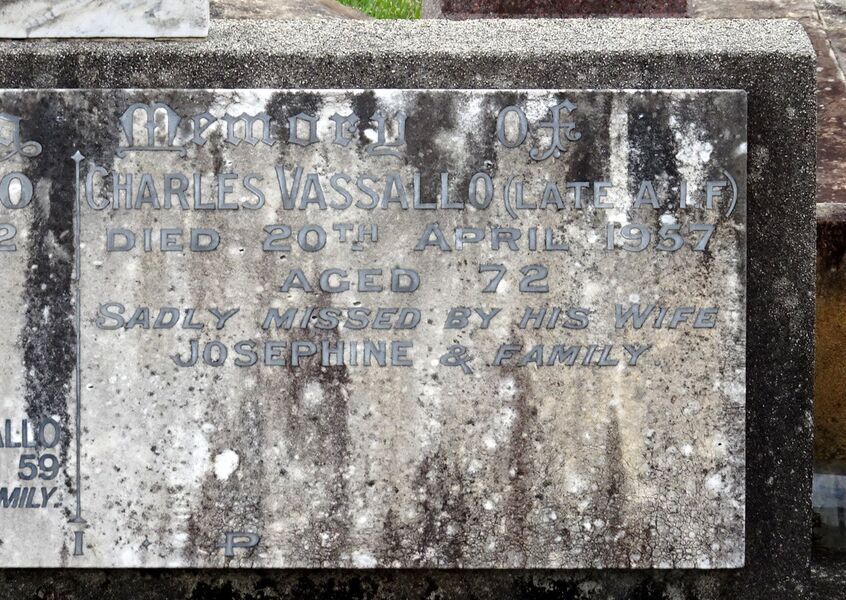 Memory Of
CHARLES VASSALLO (LATE A.I.F)
DIED 20TH APRIL 1957
AGED 72
SADLY MISSED BY HIS WIFE
JOSEPHINE & FAMILY.
O
2
ALLO
59
MILY.
I . P